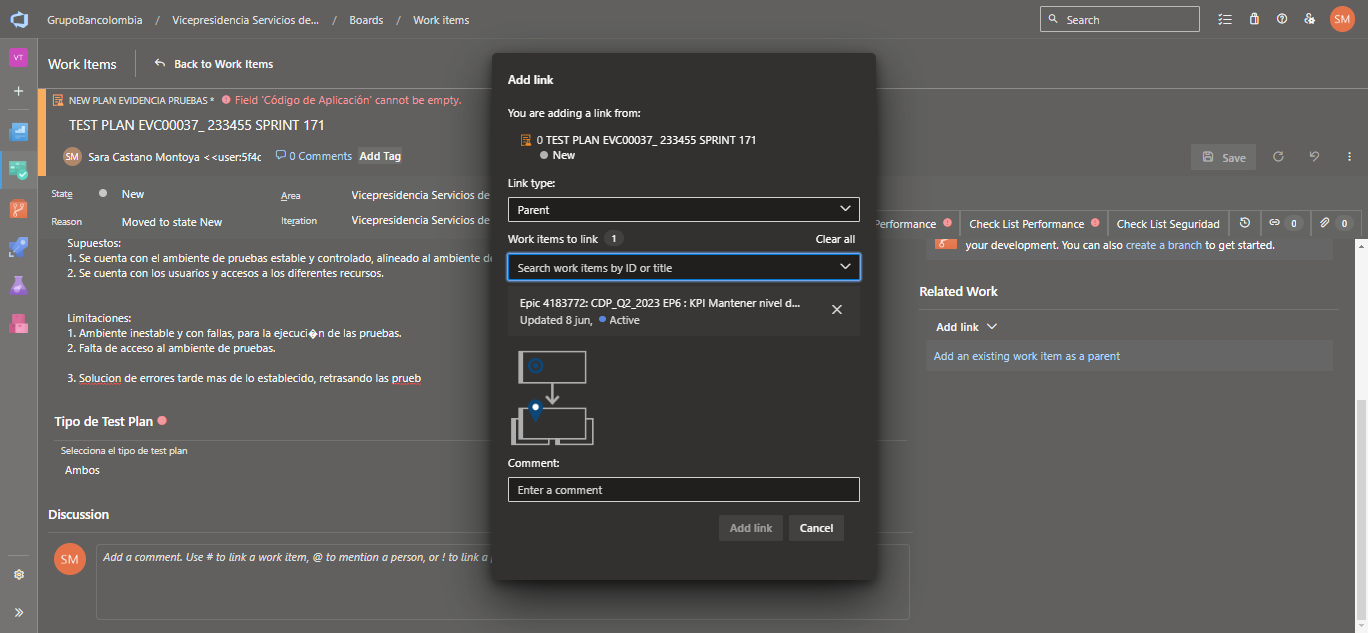 GrupoBancolombia / Vicepresidencia Servicios de... / Boards / Work items
Search
SM
VT
Work Items
Back to Work Items
NEW PLAN EVIDENCIA PRUEBAS * Field 'Código de Aplicación' cannot be empty.
TEST PLAN EVC00037_ 233455 SPRINT 171
SM Sara Castano Montoya <<user:5f4c 0 Comments Add Tag
Save
State New
Area Vicepresidencia Servicios de
Reason Moved to state New
Iteration Vicepresidencia Servicios de
Performance
Check List Performance
Check List Seguridad
0
0
Supuestos:
1. Se cuenta con el ambiente de pruebas estable y controlado, alineado al ambiente de
2. Se cuenta con los usuarios y accesos a los diferentes recursos.
Limitaciones:
1. Ambiente inestable y con fallas, para la ejecuci�n de las pruebas.
2. Falta de acceso al ambiente de pruebas.
3. Solucion de errores tarde mas de lo establecido, retrasando las prueb
Tipo de Test Plan
Selecciona el tipo de test plan
Ambos
Discussion
SM
Add a comment. Use # to link a work item, @ to mention a person, or ! to link a
Add link
You are adding a link from:
0 TEST PLAN EVC00037_ 233455 SPRINT 171
New
Link type:
Parent
Work items to link 1
Clear all
Search work items by ID or title
Epic 4183772: CDP_Q2_2023 EP6 : KPI Mantener nivel d...
Updated 8 jun, Active
Comment:
Enter a comment
Add link
Cancel
your development. You can also create a branch to get started.
Related Work
Add link
Add an existing work item as a parent